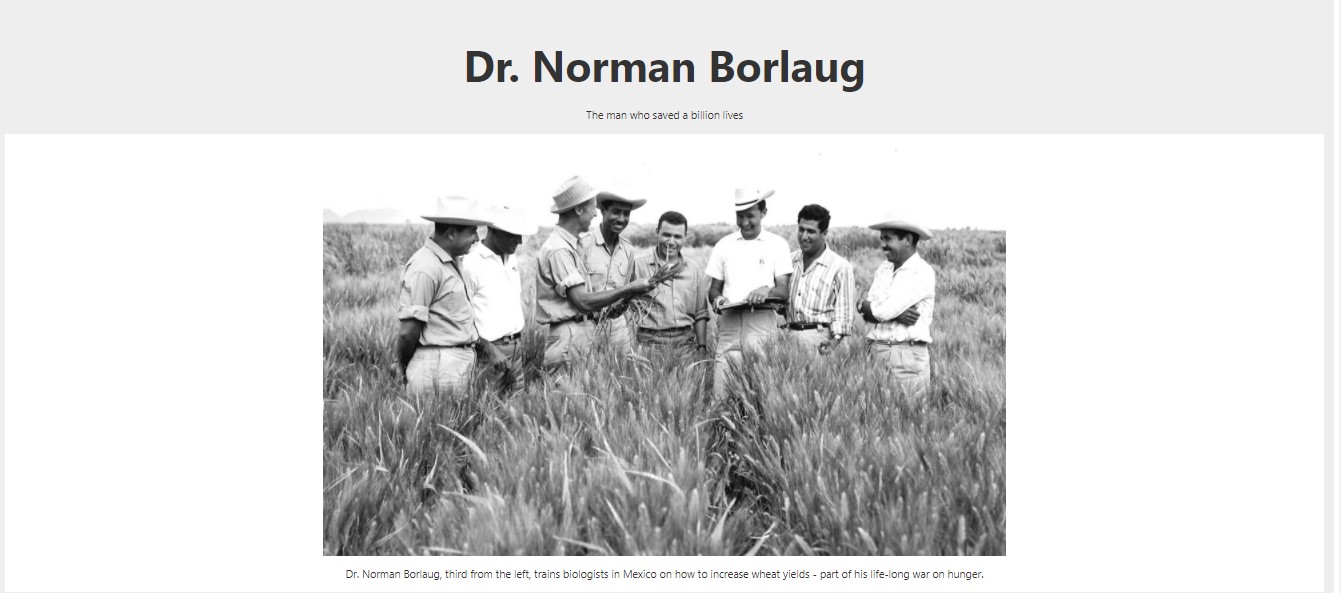 Dr. Norman Borlaug
The man who saved a billion lives
Dr. Norman Borlaug, third from the left, trains biologists in Mexico on how to increase wheat yields - part of his life-long war on hunger.